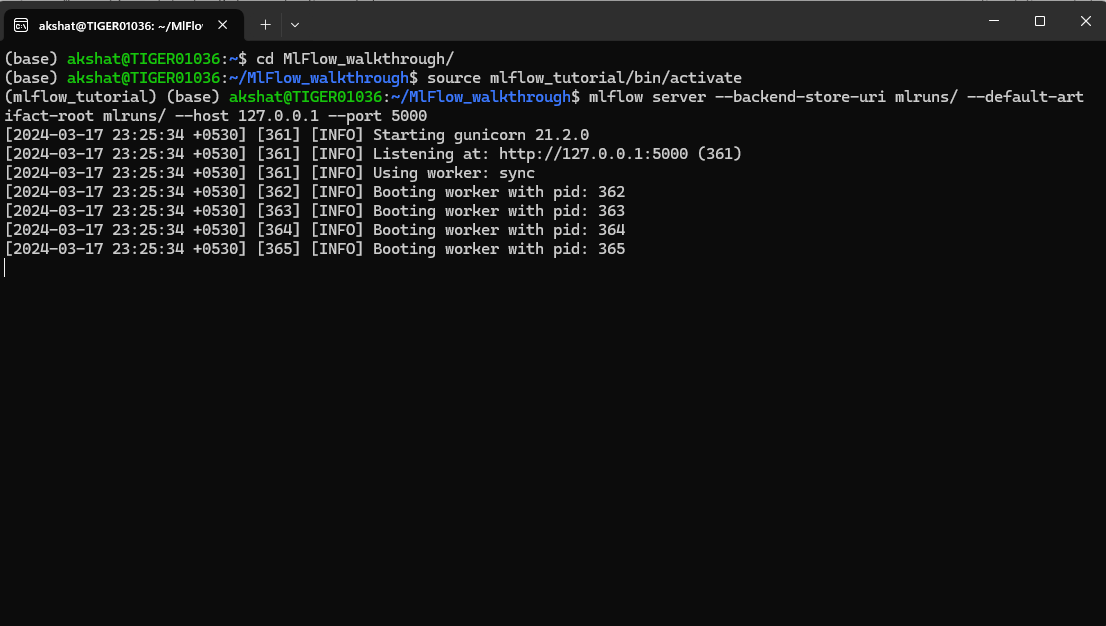 akshat@TIGER01036: ~/MlFlo
(base) akshat@TIGER01036:~$ cd MlFlow_walkthrough/
(base) akshat@TIGER01036:~/MlFlow_walkthrough$ source mlflow_tutorial/bin/activate
(mlflow_tutorial) (base) akshat@TIGER01036:~/MlFlow_walkthrough$ mlflow server --backend-store-uri mlruns/ --default-art
ifact-root mlruns/ --host 127.0.0.1 --port 5000
[2024-03-17 23:25:34 +0530] [361] [INFO] Starting gunicorn 21.2.0
[2024-03-17 23:25:34 +0530] [361] [INFO] Listening at: http://127.0.0.1:5000 (361)
[2024-03-17 23:25:34 +0530] [361] [INFO] Using worker: sync
[2024-03-17 23:25:34 +0530] [362] [INFO] Booting worker with pid: 362
[2024-03-17 23:25:34 +0530] [363] [INFO] Booting worker with pid: 363
[2024-03-17 23:25:34 +0530] [364] [INFO] Booting worker with pid: 364
[2024-03-17 23:25:34 +0530] [365] [INFO] Booting worker with pid: 365